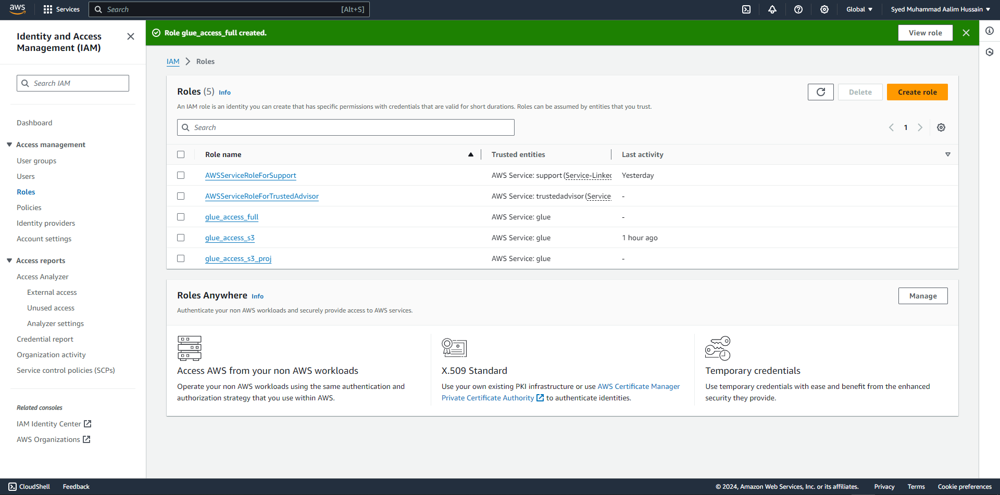 aws
Services
Search
[Alt+S]
Global ▼
Syed Muhammad Aalim Hussain ▼
Identity and Access
Management (IAM)
Search IAM
Dashboard
Access management
User groups
Users
Roles
Policies
Identity providers
Account settings
Access reports
Access Analyzer
External access
Unused access
Analyzer settings
Credential report
Organization activity
Service control policies (SCPs)
Related consoles
IAM Identity Center
AWS Organizations
Role glue_access_full created.
View role
IAM > Roles
Roles (5) Info
Delete
Create role
An IAM role is an identity you can create that has specific permissions with credentials that are valid for short durations. Roles can be assumed by entities that you trust.
Search
1
Role name Trusted entities Last activity
AWSServiceRoleForSupport AWS Service: support (Service-Linked Yesterday
AWSServiceRoleForTrustedAdvisor AWS Service: trustedadvisor (Service -
glue_access_full AWS Service: glue -
glue_access_s3 AWS Service: glue 1 hour ago
glue_access_s3_proj AWS Service: glue -
Roles Anywhere Info
Manage
Authenticate your non AWS workloads and securely provide access to AWS services.
Access AWS from your non AWS workloads
Operate your non AWS workloads using the same authentication and
authorization strategy that you use within AWS.
X.509 Standard
Use your own existing PKI infrastructure or use AWS Certificate Manager
Private Certificate Authority to authenticate identities.
Temporary credentials
Use temporary credentials with ease and benefit from the enhanced
security they provide.
CloudShell
Feedback
© 2024, Amazon Web Services, Inc. or its affiliates.
Privacy
Terms
Cookie preferences